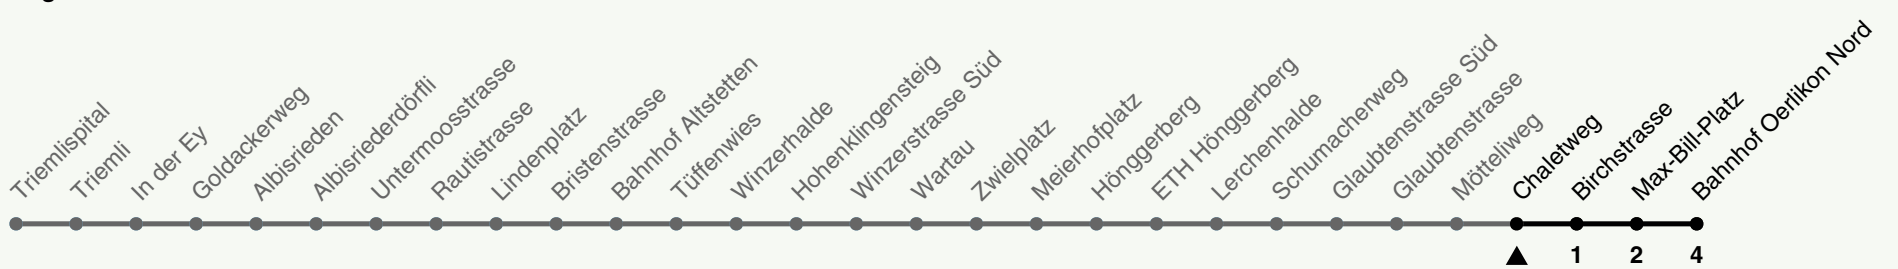 Triemlispital
Triemli
In der Ey
Goldackerweg
Albisrieden
Albisriederdörfli
Untermoosstrasse
Rautistrasse
Lindenplatz
Bristenstrasse
Bahnhof Altstetten
Tüffenwies
Winzerhalde
Hohenklingensteig
Winzerstrasse Süd
Wartau
Zwielplatz
Meierhofplatz
Hönggerberg
ETH Hönggerberg
Lerchenhalde
Schumacherweg
Glaubtenstrasse Süd
Glaubtenstrasse
Mötteliweg
Chaletweg
Birchstrasse
Max-Bill-Platz
Bahnhof Oerlikon Nord
1 2 4